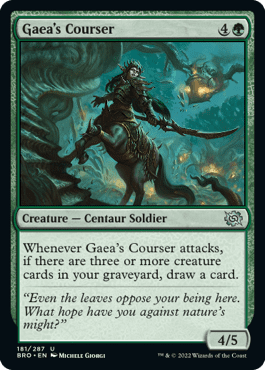 Gaea's Courser 4
Creature — Centaur Soldier
Whenever Gaea's Courser attacks,
if there are three or more creature
cards in your graveyard, draw a card.
“Even the leaves oppose your being here.
What hope have you against nature's
might?”
4/5
181/287 U
BRO • EN Michele Giorgi
™ & © 2022 Wizards of the Coast